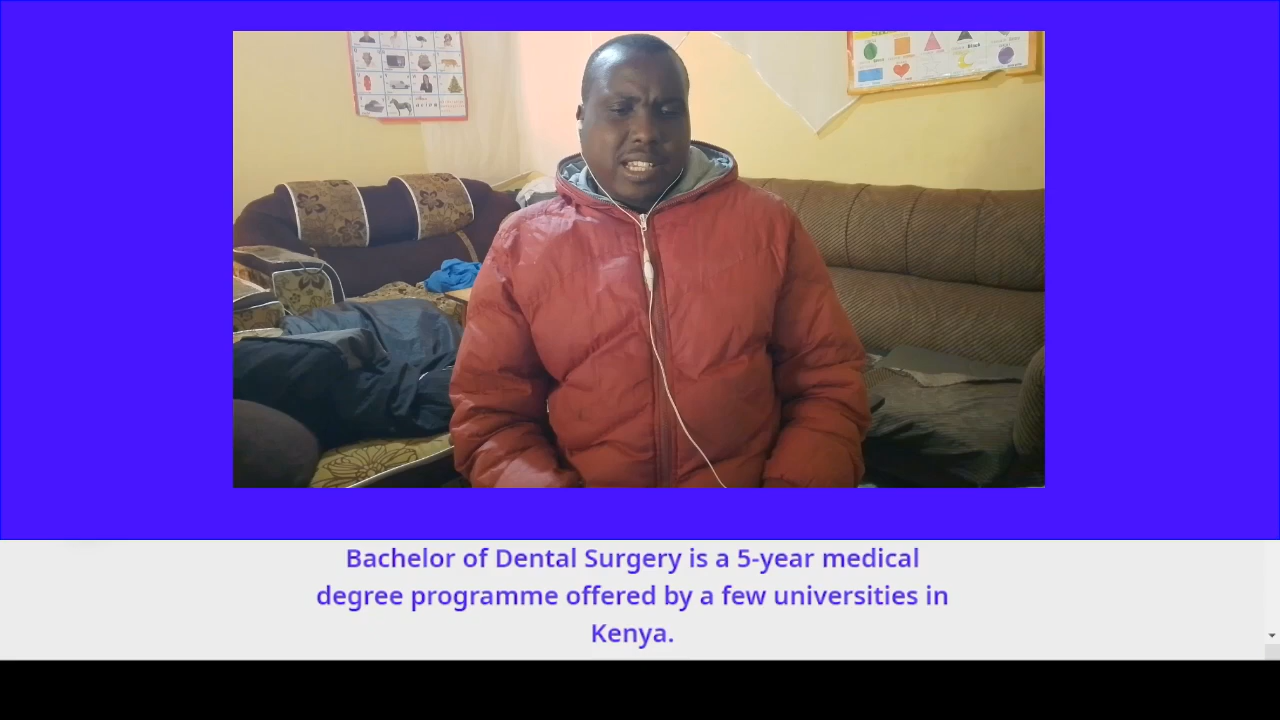 Bachelor of Dental Surgery is a 5-year medical
degree programme offered by a few universities in
Kenya.